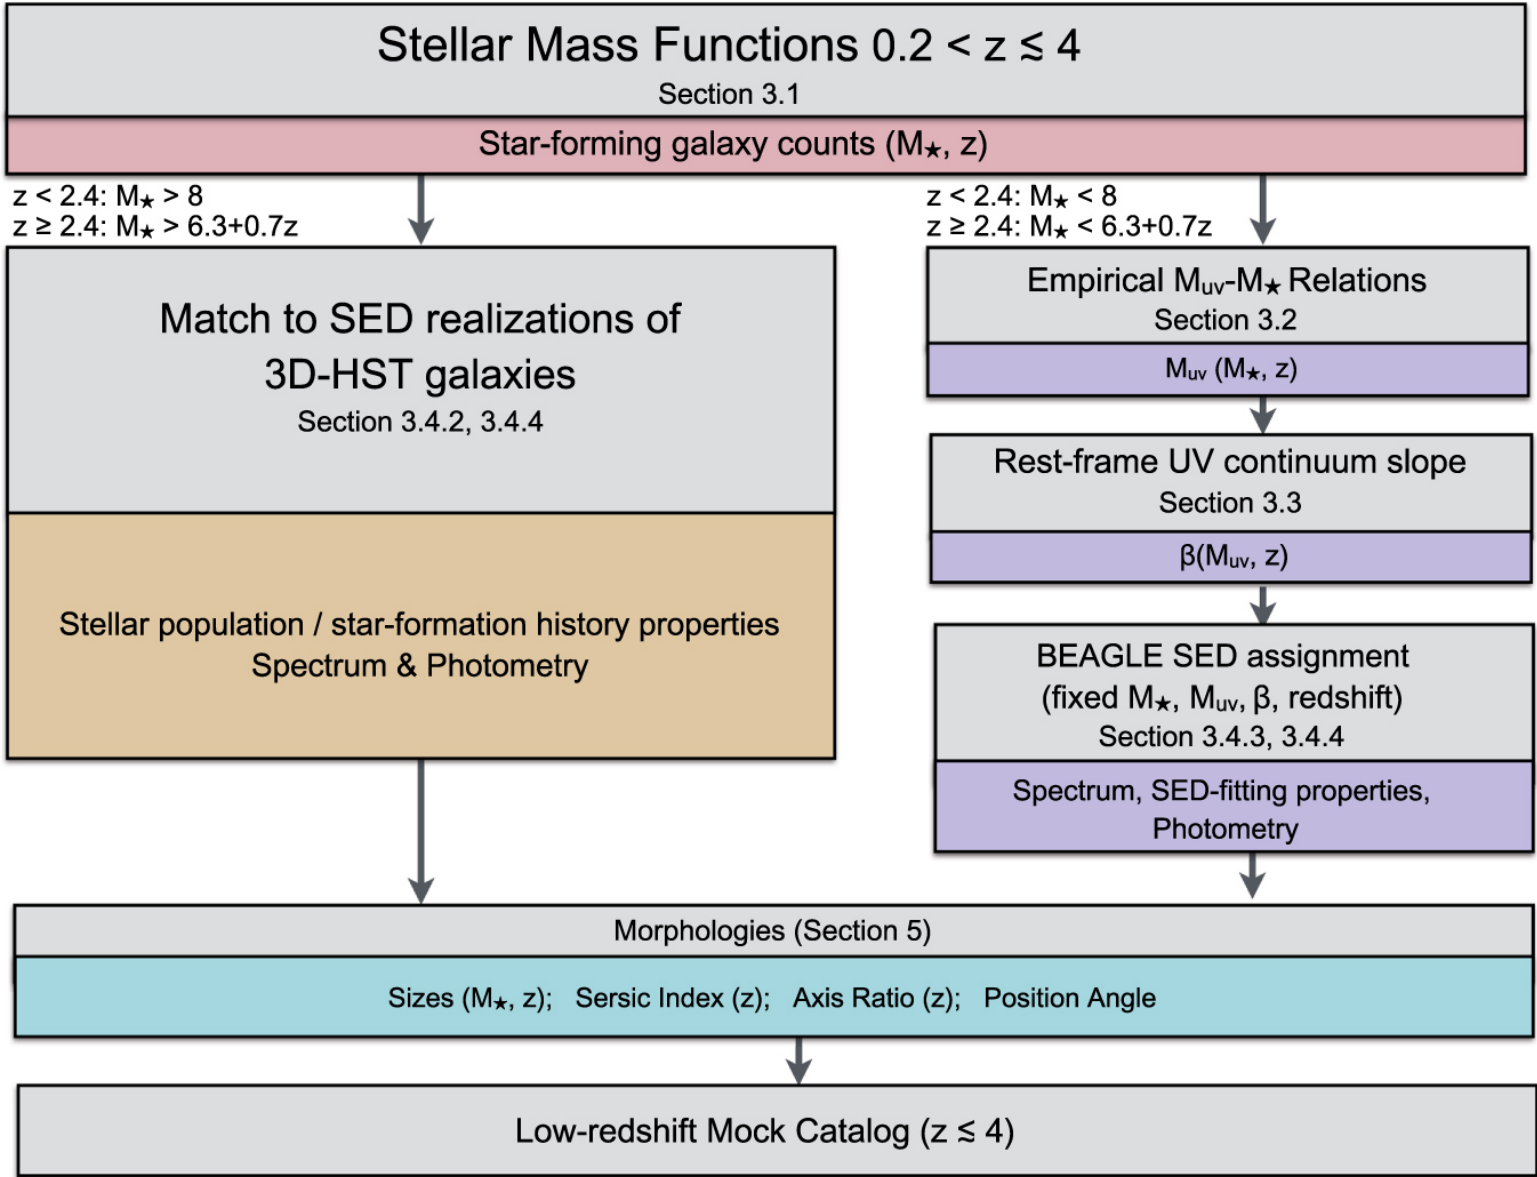 Stellar Mass Functions 0.2 < z ≲ 4
Section 3.1
Star-forming galaxy counts (M★, z)
z < 2.4: M★ > 8
z ≥ 2.4: M★ > 6.3+0.7z
z < 2.4: M★ < 8
z ≥ 2.4: M★ < 6.3+0.7z
Match to SED realizations of
3D-HST galaxies
Section 3.4.2, 3.4.4
Stellar population / star-formation history properties
Spectrum & Photometry
Empirical Muv-M★ Relations
Section 3.2
Muv (M★, z)
Rest-frame UV continuum slope
Section 3.3
β(Muv, z)
BEAGLE SED assignment
(fixed M★, Muv, β, redshift)
Section 3.4.3, 3.4.4
Spectrum, SED-fitting properties,
Photometry
Morphologies (Section 5)
Sizes (M★, z); Sersic Index (z); Axis Ratio (z); Position Angle
Low-redshift Mock Catalog (z ≲ 4)